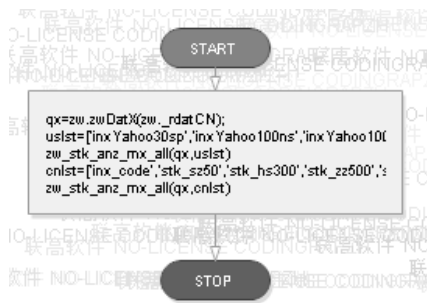 START
qx=zw.zwDatX(zw._rdatCN);
uslst=['inxYahoo30sp','inxYahoo100ns','inxYahoo100
zw_stk_anz_mx_all(qx,uslst)
cnlst=['inx_code','stk_sz50','stk_hs300','stk_zz500','s
zw_stk_anz_mx_all(qx,cnlst)
STOP